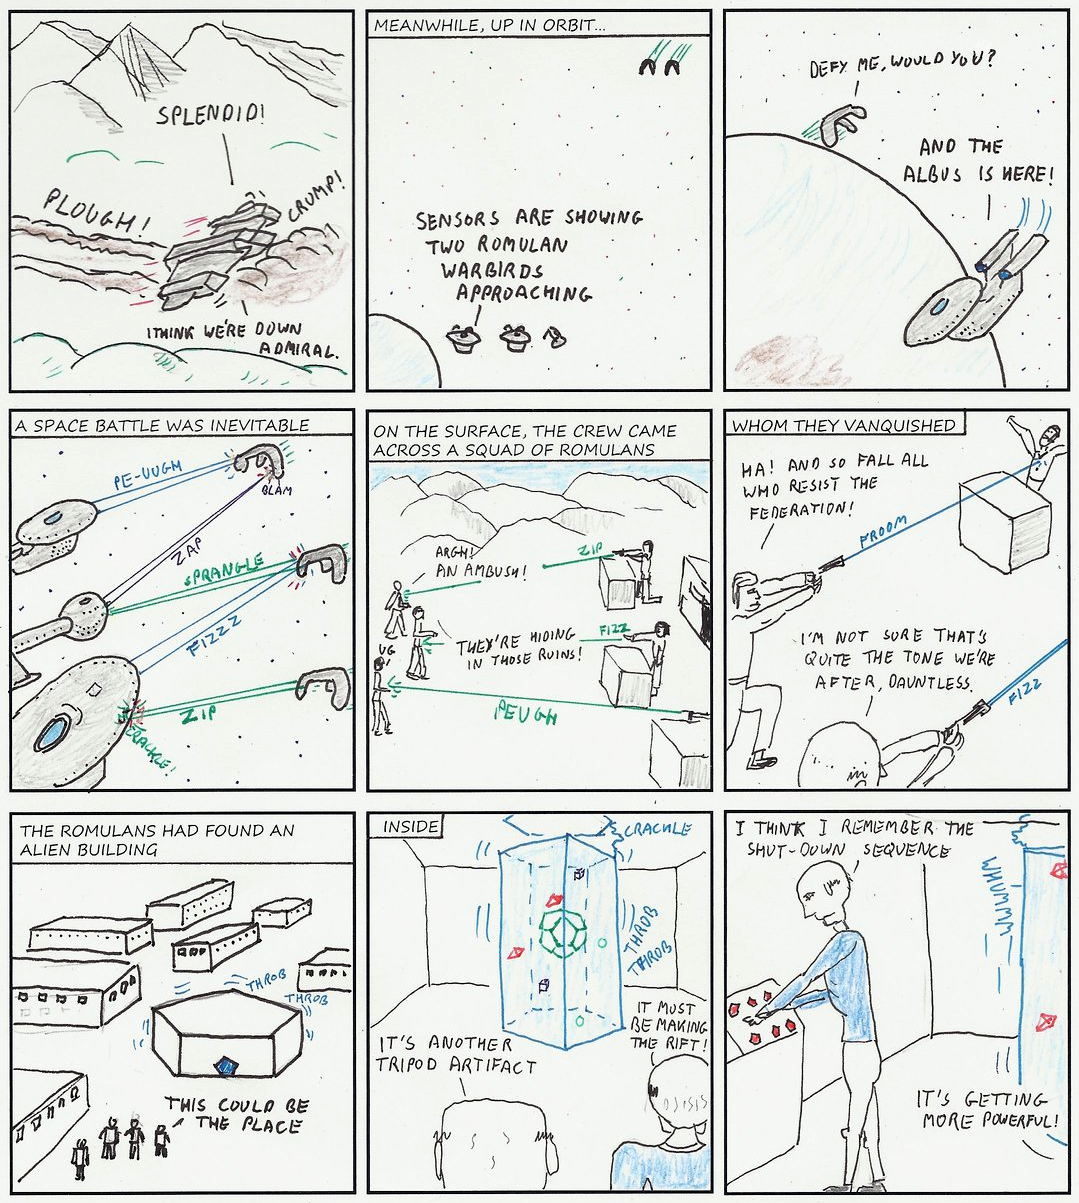 SPLENDID!
PLOUGH!
CRUMP!
I THINK WE'RE DOWN
ADMIRAL.
MEANWHILE, UP IN ORBIT...
SENSORS ARE SHOWING
TWO ROMULAN
WARBIRDS
APPROACHING
DEFY ME, WOULD YOU?
AND THE
ALBUS IS HERE!
A SPACE BATTLE WAS INEVITABLE
PE-UUGH
BLAM
ZAP
SPRANGLE
FIZZZ
ZIP
CRACKLE!
ON THE SURFACE, THE CREW CAME
ACROSS A SQUAD OF ROMULANS
ARGH!
AN AMBUSH!
ZIP
THEY'RE HIDING
IN THOSE RUINS!
FIZZ
UG
PEUGH
WHOM THEY VANQUISHED
HA! AND SO FALL ALL
WHO RESIST THE
FEDERATION!
FROOM
I'M NOT SURE THAT'S
QUITE THE TONE WE'RE
AFTER, DAUNTLESS.
FIZZ
THE ROMULANS HAD FOUND AN
ALIEN BUILDING
THROB
THROB
THIS COULD BE
THE PLACE
INSIDE
CRACKLE
THROB
THROB
IT'S ANOTHER
TRIPOD ARTIFACT
IT MUST
BE MAKING
THE RIFT!
I THINK I REMEMBER THE
SHUT-DOWN SEQUENCE
WHUMMM
IT'S GETTING
MORE POWERFUL!